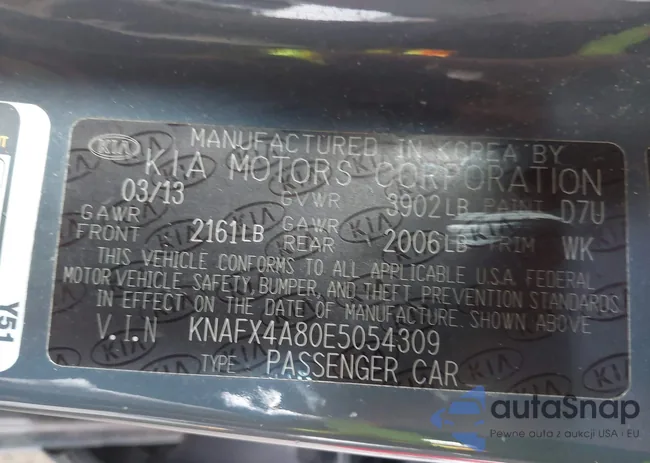 MANUFACTURED IN KOREA BY
KIA KIA MOTORS CORPORATION
03/13 GVWR 3902LB PAINT D7U
GAWR FRONT 2161LB GAWR REAR 2006LB TRIM WK
THIS VEHICLE CONFORMS TO ALL APPLICABLE U.S.A. FEDERAL
MOTOR VEHICLE SAFETY, BUMPER, AND THEFT PREVENTION STANDARDS
IN EFFECT ON THE DATE OF MANUFACTURE. SHOWN ABOVE
V.I.N KNAFX4A80E5054309
TYPE PASSENGER CAR
Y51
autaSnap
Pewne auta z aukcji USA i EU